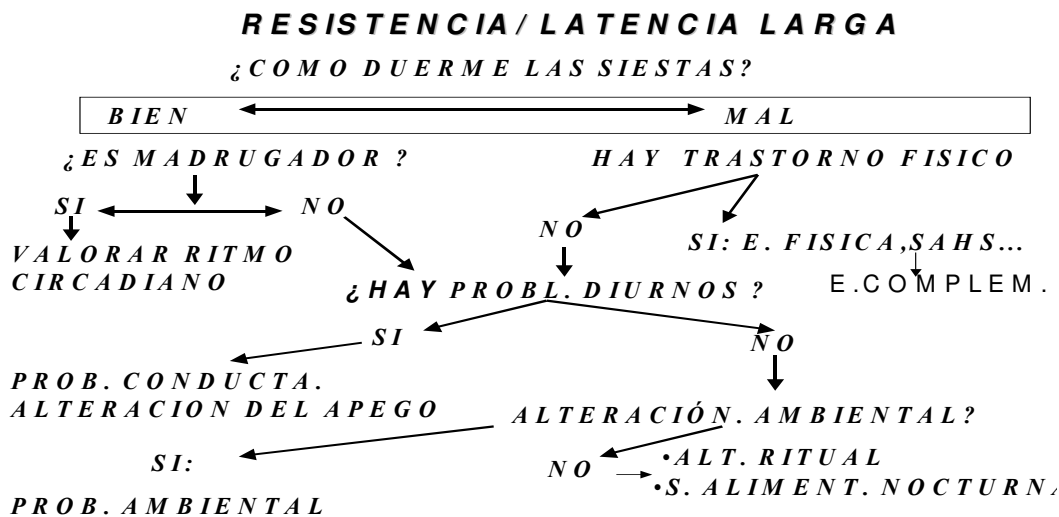 RESISTENCIA/ LATENCIA LARGA
¿COMO DUERME LAS SIESTAS?
BIEN MAL
¿ES MADRUGADOR ? HAY TRASTORNO FISICO
SI NO
NO SI: E. FISICA,SAHS...
VALORAR RITMO
CIRCADIANO
E.COMPLEM.
¿HAY PROBL. DIURNOS ?
SI NO
PROB. CONDUCTA.
ALTERACION DEL APEGO
ALTERACIÓN. AMBIENTAL?
SI: NO
•ALT. RITUAL
•S. ALIMENT. NOCTURNA
PROB. AMBIENTAL